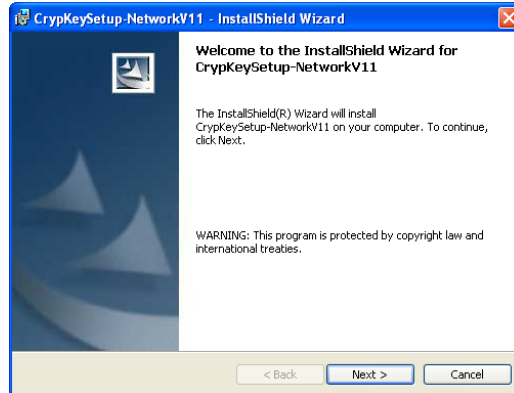 CrypKeySetup-NetworkV11 - InstallShield Wizard
Welcome to the InstallShield Wizard for
CrypKeySetup-NetworkV11
The InstallShield(R) Wizard will install
CrypKeySetup-NetworkV11 on your computer. To continue,
click Next.
WARNING: This program is protected by copyright law and
international treaties.
< Back
Next >
Cancel